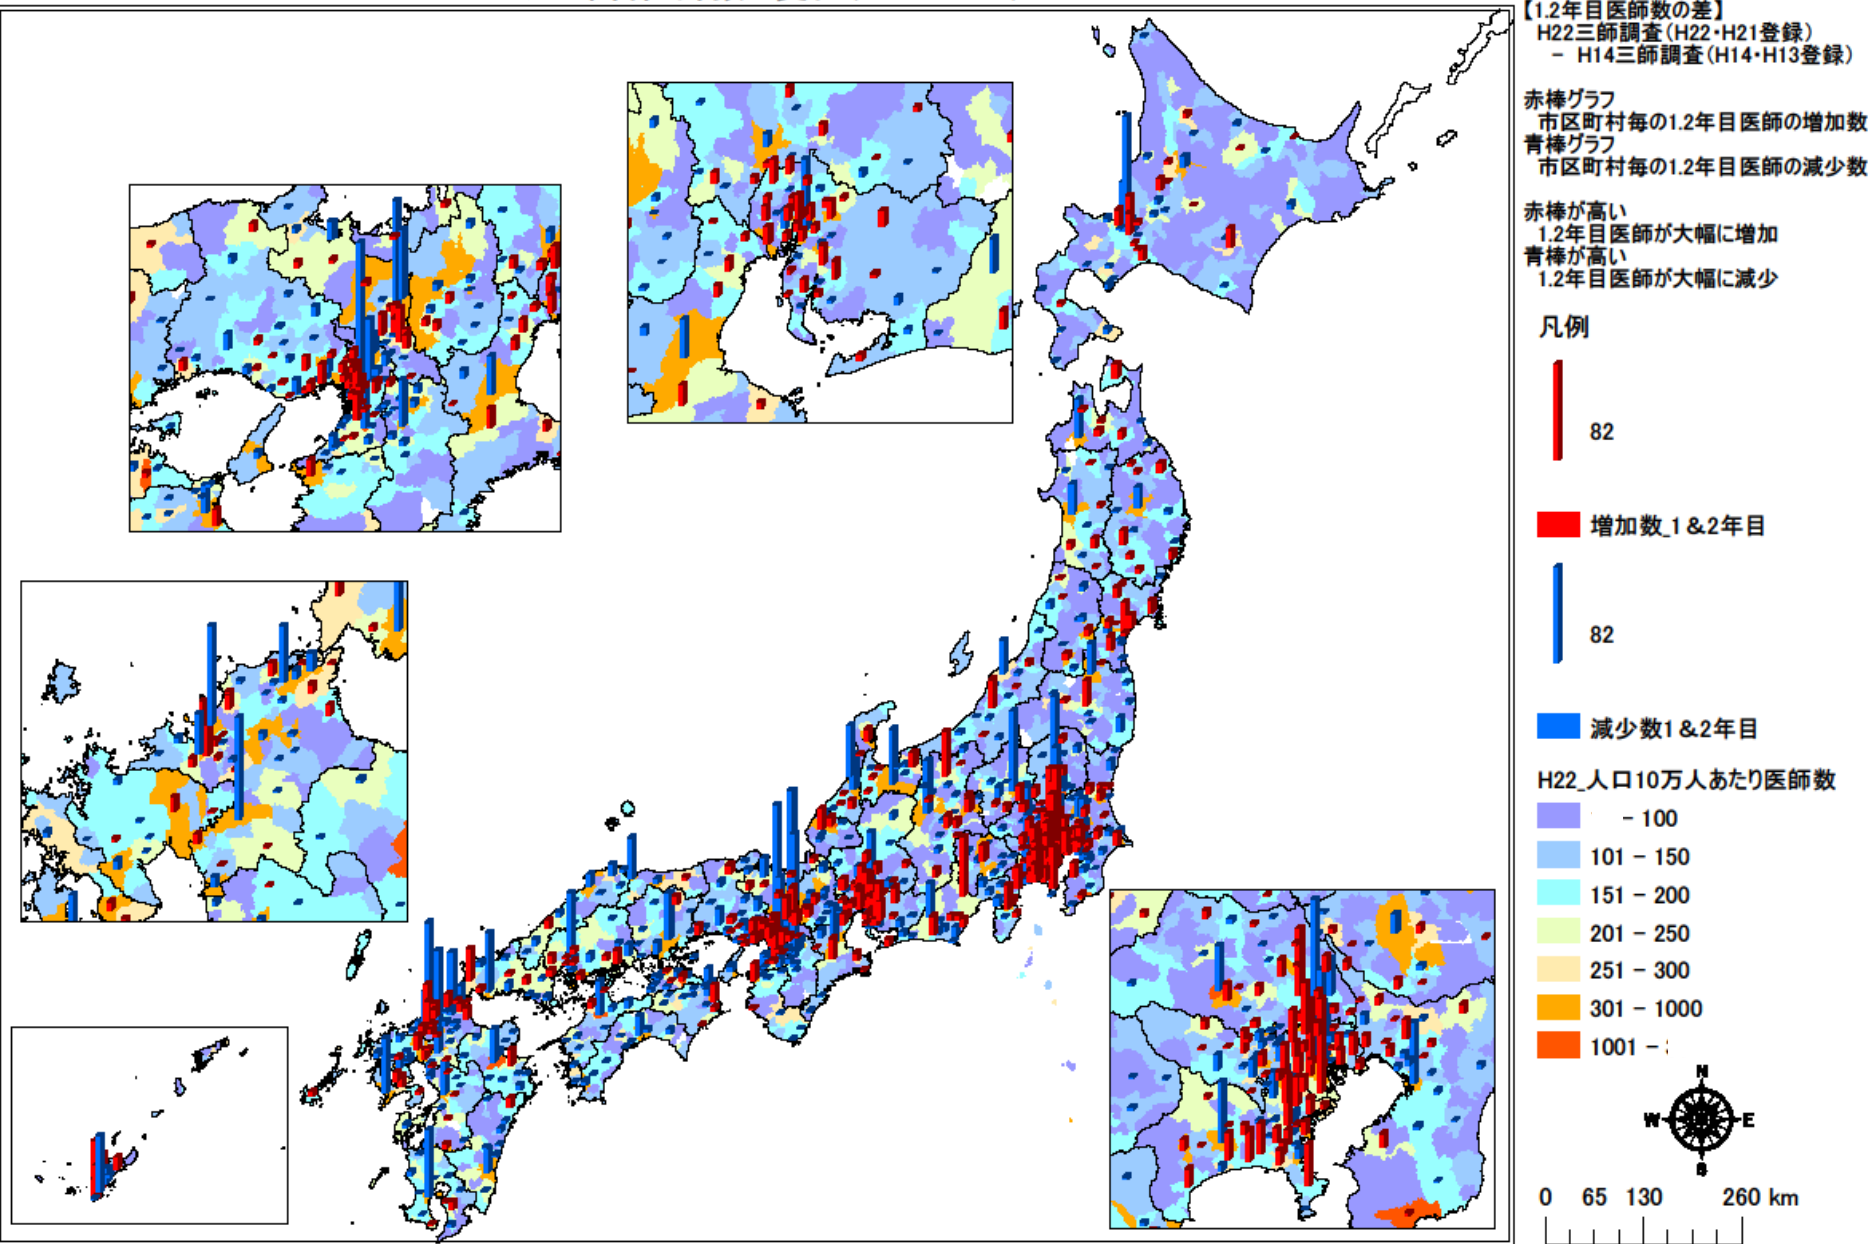 【1.2年目医師数の差】
H22三師調査(H22・H21登録)
－ H14三師調査(H14・H13登録)
赤棒グラフ
市区町村毎の1.2年目医師の増加数
青棒グラフ
市区町村毎の1.2年目医師の減少数
赤棒が高い
1.2年目医師が大幅に増加
青棒が高い
1.2年目医師が大幅に減少
凡例
82
増加数_1＆2年目
82
減少数1＆2年目
H22_人口10万人あたり医師数
－ 100
101 － 150
151 － 200
201 － 250
251 － 300
301 － 1000
1001 －
N
W E
S
0 65 130 260 km